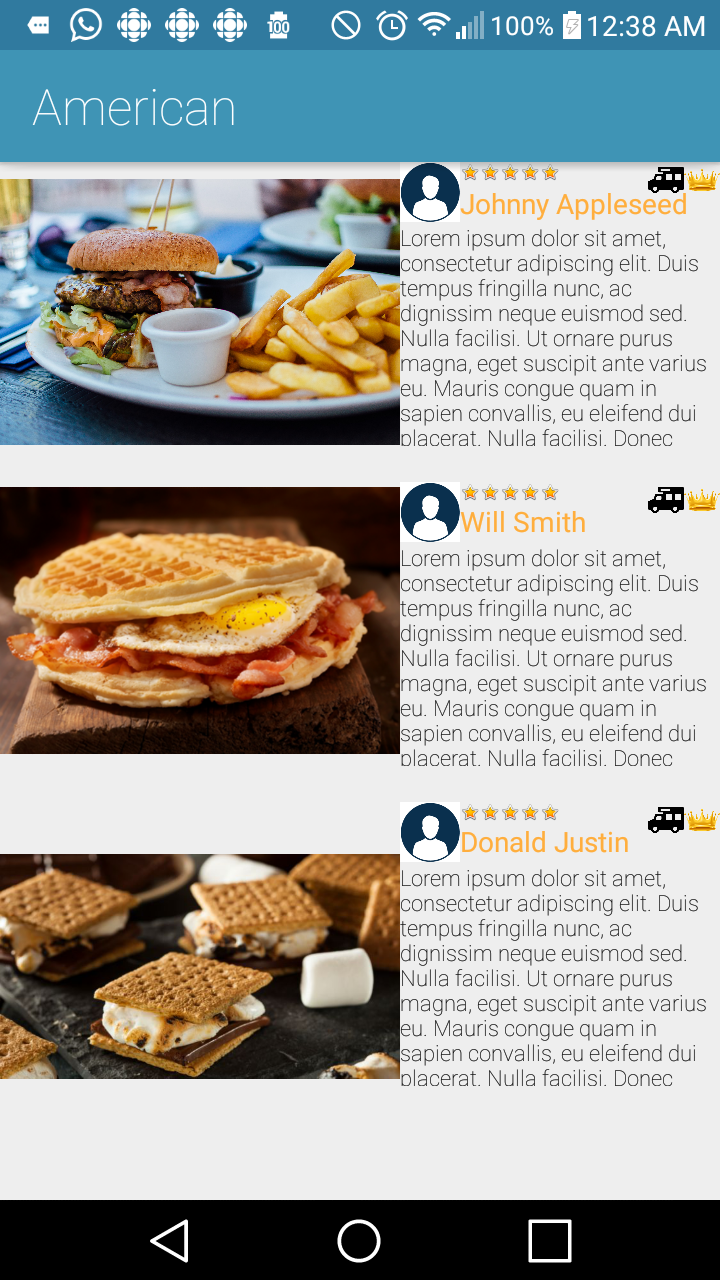 100
100%
12:38 AM
American
Johnny Appleseed
Lorem ipsum dolor sit amet,
consectetur adipiscing elit. Duis
tempus fringilla nunc, ac
dignissim neque euismod sed.
Nulla facilisi. Ut ornare purus
magna, eget suscipit ante varius
eu. Mauris congue quam in
sapien convallis, eu eleifend dui
placerat. Nulla facilisi. Donec
Will Smith
Lorem ipsum dolor sit amet,
consectetur adipiscing elit. Duis
tempus fringilla nunc, ac
dignissim neque euismod sed.
Nulla facilisi. Ut ornare purus
magna, eget suscipit ante varius
eu. Mauris congue quam in
sapien convallis, eu eleifend dui
placerat. Nulla facilisi. Donec
Donald Justin
Lorem ipsum dolor sit amet,
consectetur adipiscing elit. Duis
tempus fringilla nunc, ac
dignissim neque euismod sed.
Nulla facilisi. Ut ornare purus
magna, eget suscipit ante varius
eu. Mauris congue quam in
sapien convallis, eu eleifend dui
placerat. Nulla facilisi. Donec